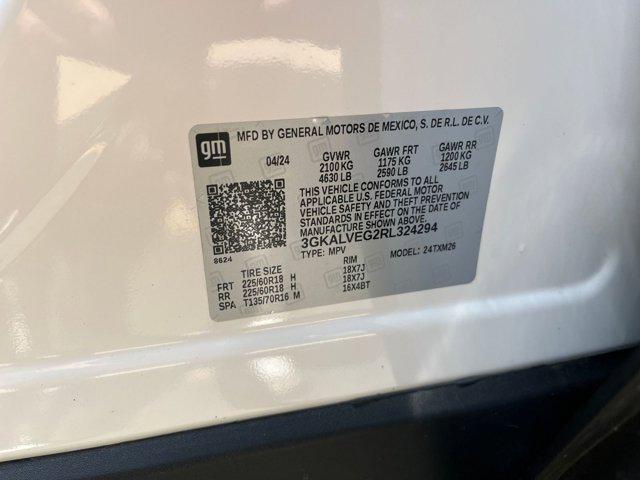 MFD BY GENERAL MOTORS DE MEXICO, S. DE R.L. DE C.V.
gm
04/24 GVWR GAWR FRT GAWR RR
2100 KG 1175 KG 1200 KG
4630 LB 2590 LB 2645 LB
THIS VEHICLE CONFORMS TO ALL
APPLICABLE U.S. FEDERAL MOTOR
VEHICLE SAFETY AND THEFT PREVENTION
STANDARDS IN EFFECT ON THE DATE OF
MANUFACTURE SHOWN ABOVE.
8624
3GKALVEG2RL324294
TYPE: MPV MODEL: 24TXM26
TIRE SIZE RIM
FRT 225/60R18 H 18X7J
RR 225/60R18 H 18X7J
SPA T135/70R16 M 16X4BT